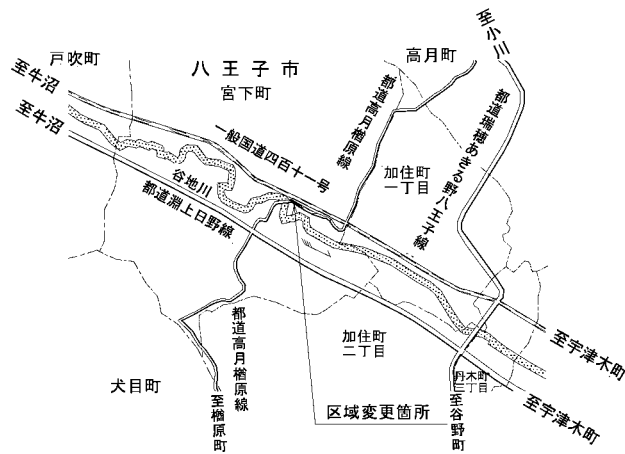 戸吹町
八王子市
宮下町
高月町
至小川
至牛沼
至牛沼
一般国道四百十一号
都道高月楢原線
都道瑞穂あきる野八王子線
加住町
一丁目
谷地川
都道淵上日野線
都道高月楢原線
加住町
二丁目
犬目町
至楢原町
区域変更箇所
丹木町
三丁目
至谷野町
至宇津木町
至宇津木町